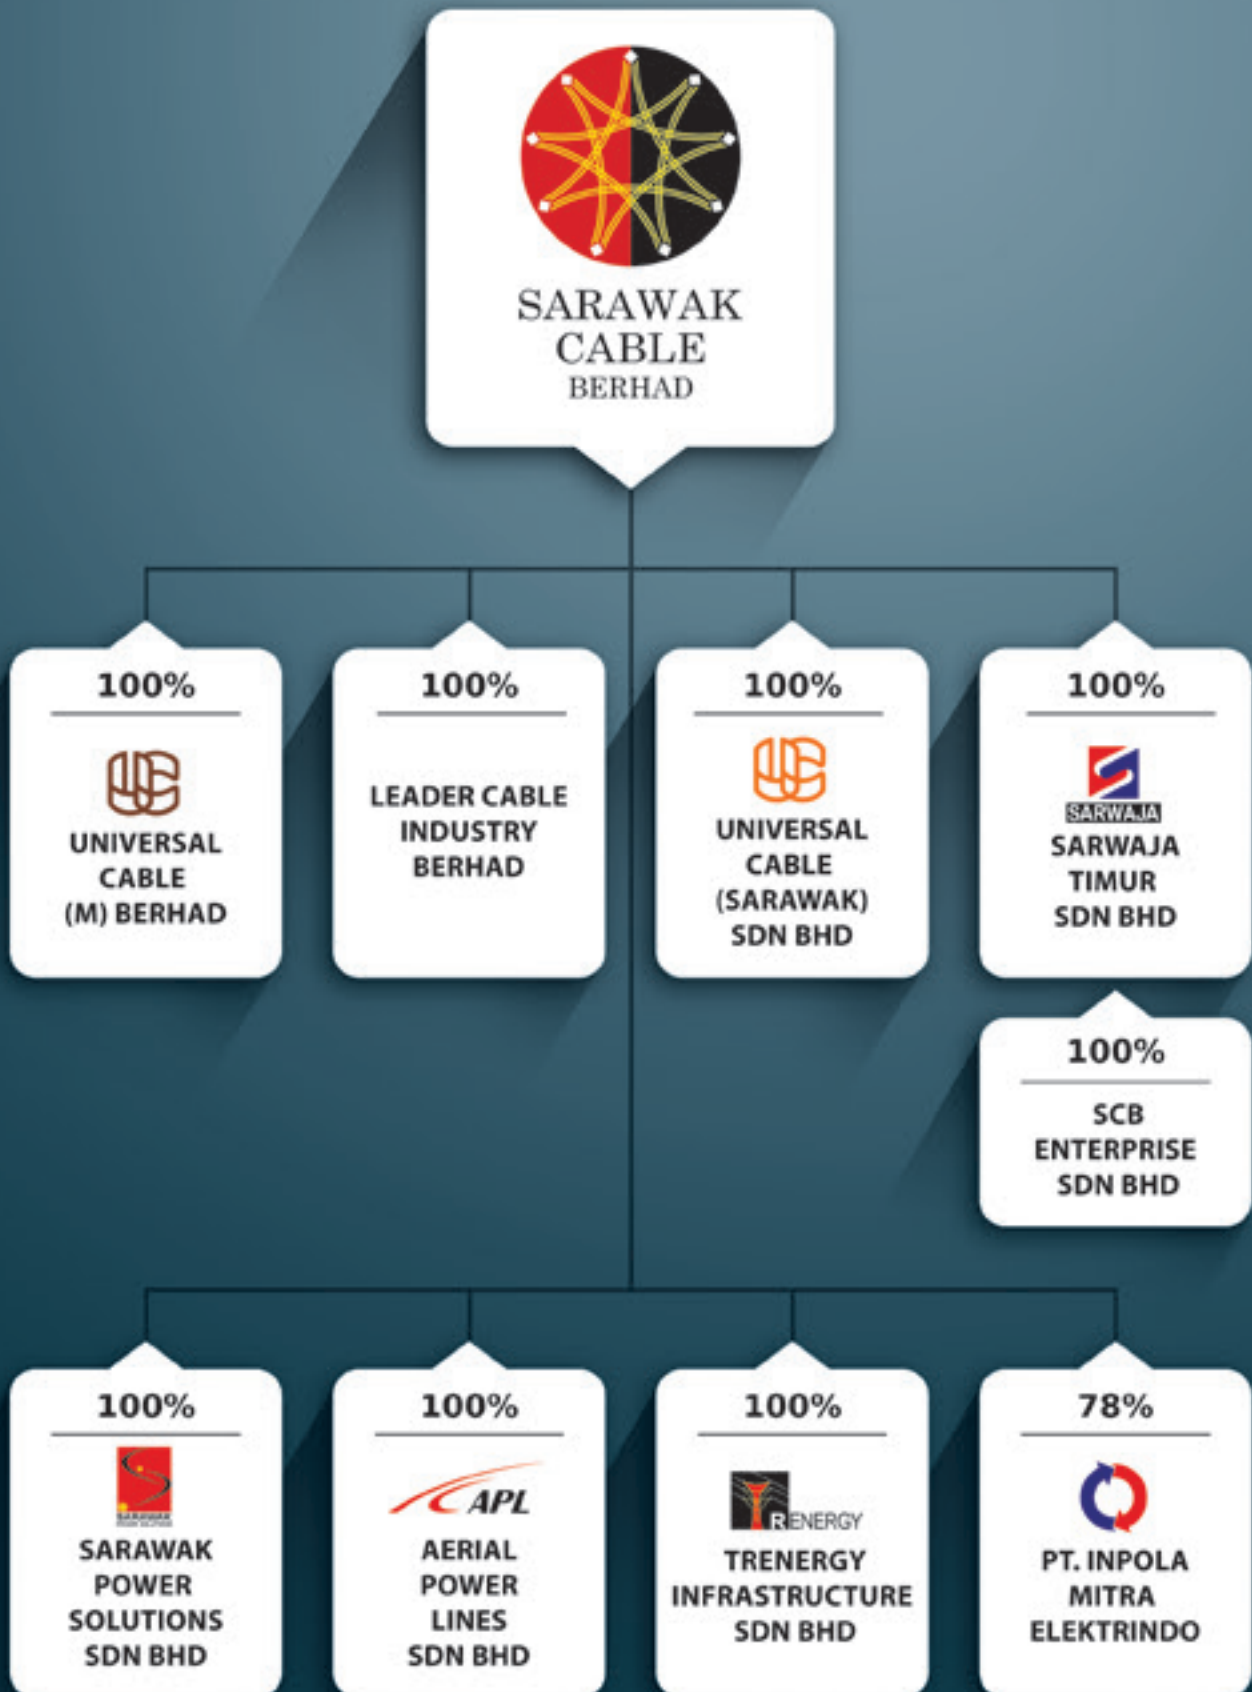 SARAWAK
CABLE
BERHAD
100%
UNIVERSAL
CABLE
(M) BERHAD
100%
LEADER CABLE
INDUSTRY
BERHAD
100%
UNIVERSAL
CABLE
(SARAWAK)
SDN BHD
100%
SARWAJA
SARWAJA
TIMUR
SDN BHD
100%
SCB
ENTERPRISE
SDN BHD
100%
SARAWAK
SARAWAK
POWER
SOLUTIONS
SDN BHD
100%
APL
AERIAL
POWER
LINES
SDN BHD
100%
TRENERGY
TRENERGY
INFRASTRUCTURE
SDN BHD
78%
PT. INPOLA
MITRA
ELEKTRINDO